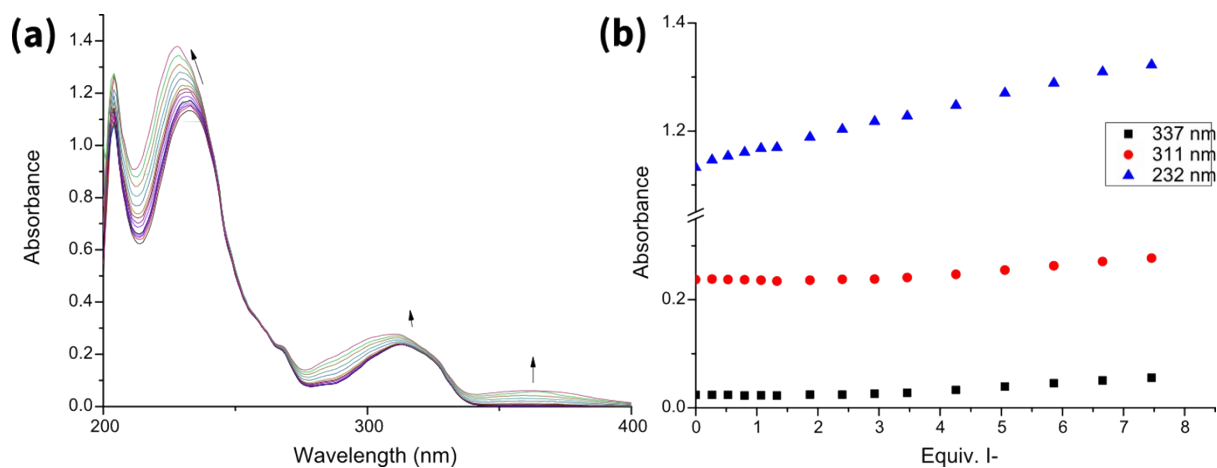 (a)
Absorbance
1.4
1.2
1.0
0.8
0.6
0.4
0.2
0.0
200
300
400
Wavelength (nm)
(b)
Absorbance
1.4
1.2
0.2
0.0
0 1 2 3 4 5 6 7 8
Equiv. I-
337 nm
311 nm
232 nm